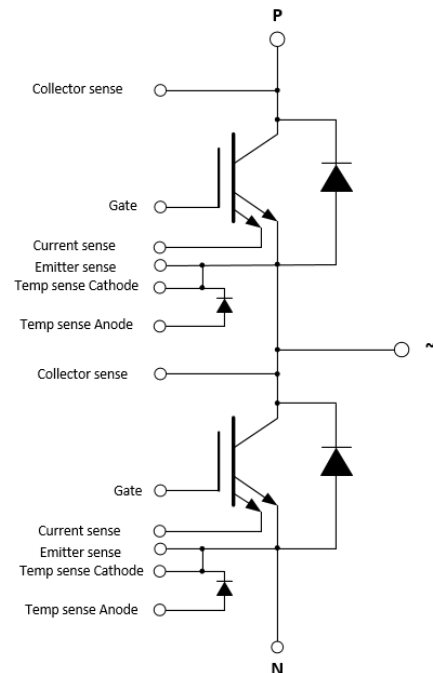 P
Collector sense
Gate
Current sense
Emitter sense
Temp sense Cathode
Temp sense Anode
~
Collector sense
Gate
Current sense
Emitter sense
Temp sense Cathode
Temp sense Anode
N